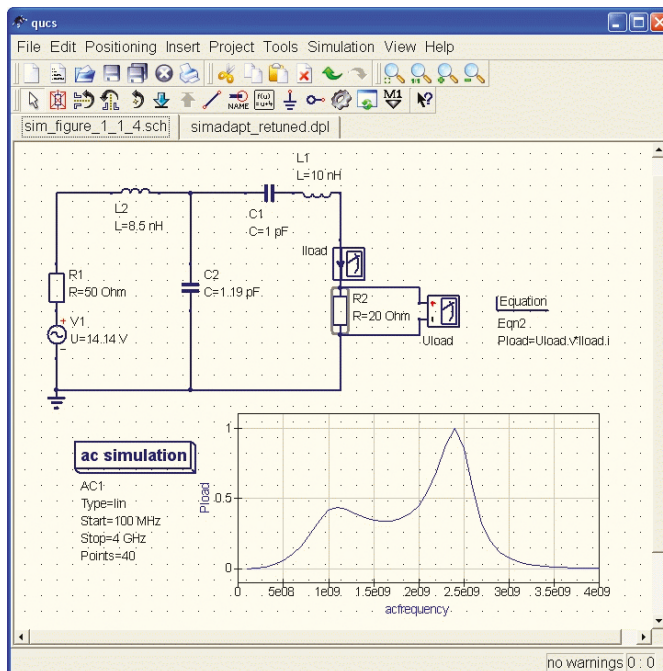 qucs
File Edit Positioning Insert Project Tools Simulation View Help
NAME
M1
sim_figure_1_1_4.sch
simadapt_retuned.dpl
L1
L=10 nH
L2
L=8.5 nH
C1
C=1 pF
Iload
R1
R=50 Ohm
C2
C=1.19 pF
R2
R=20 Ohm
V1
U=14.14 V
Uload
Equation
Eqn2
Pload=Uload.v*Iload.i
ac simulation
AC1
Type=lin
Start=100 MHz
Stop=4 GHz
Points=40
Pload
1
0.5
0
0 5e08 1e09 1.5e09 2e09 2.5e09 3e09 3.5e09 4e09
acfrequency
no warnings 0 : 0